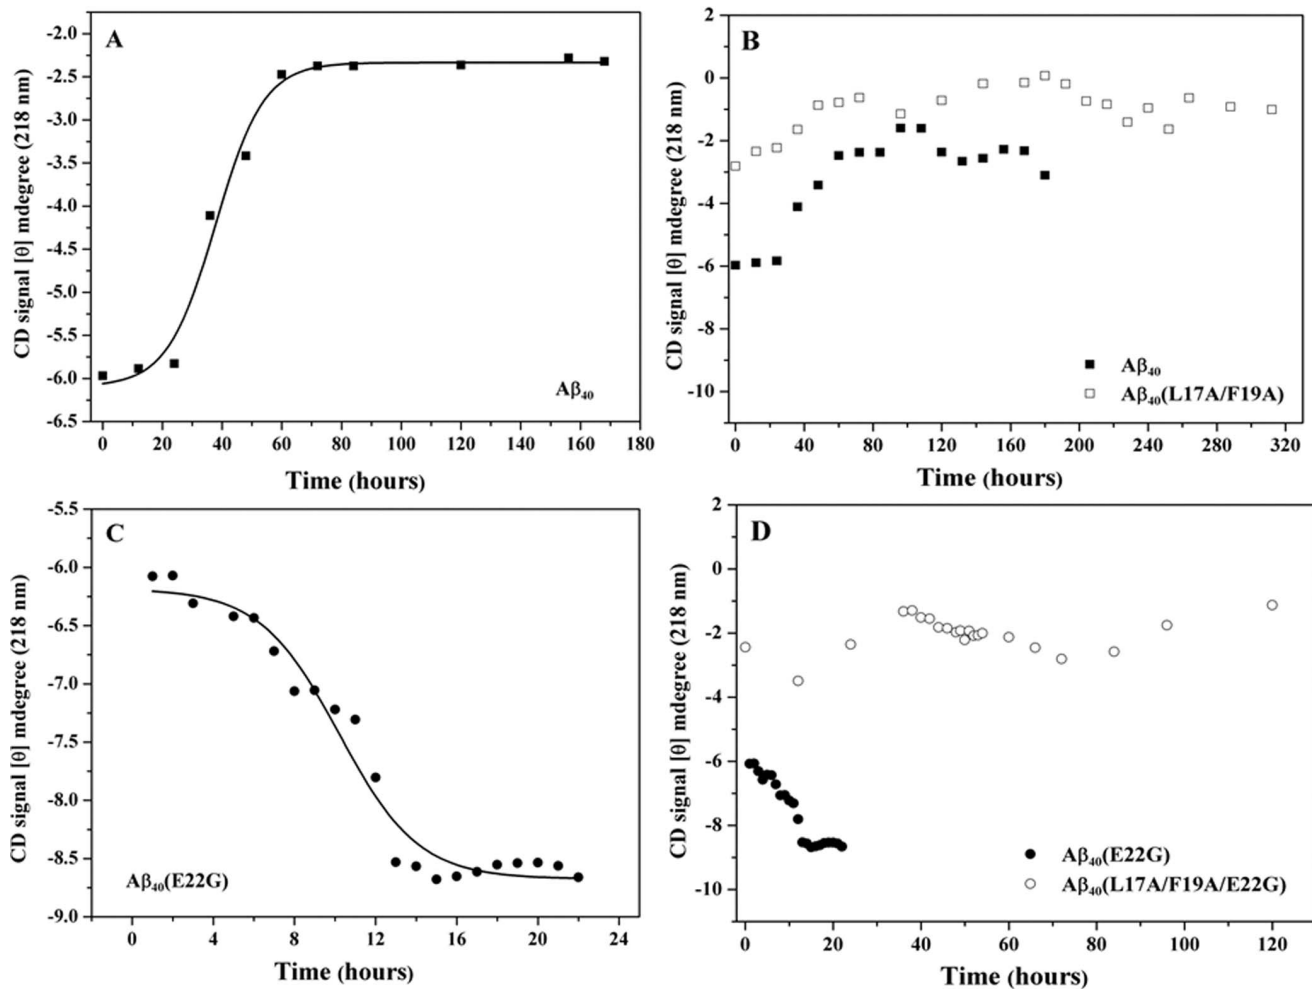 A
CD signal [θ] mdegree (218 nm)
-2.0
-2.5
-3.0
-3.5
-4.0
-4.5
-5.0
-5.5
-6.0
-6.5
Aβ₄₀
0 20 40 60 80 100 120 140 160 180
Time (hours)
B
CD signal [θ] mdegree (218 nm)
2
0
-2
-4
-6
-8
-10
Aβ₄₀
Aβ₄₀(L17A/F19A)
0 40 80 120 160 200 240 280 320
Time (hours)
C
CD signal [θ] mdegree (218 nm)
-5.5
-6.0
-6.5
-7.0
-7.5
-8.0
-8.5
-9.0
Aβ₄₀(E22G)
0 4 8 12 16 20 24
Time (hours)
D
CD signal [θ] mdegree (218 nm)
2
0
-2
-4
-6
-8
-10
Aβ₄₀(E22G)
Aβ₄₀(L17A/F19A/E22G)
0 20 40 60 80 100 120
Time (hours)